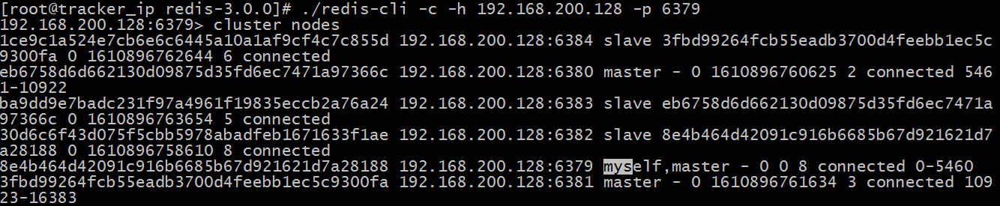 [root@tracker_ip redis-3.0.0]# ./redis-cli -c -h 192.168.200.128 -p 6379
192.168.200.128:6379> cluster nodes
1ce9c1a524e7cb6e6c6445a10a1af9cf4c7c855d 192.168.200.128:6384 slave 3fbd99264fcb55eadb3700d4feebb1ec5c
9300fa 0 1610896762644 6 connected
eb6758d6d662130d09875d35fd6ec7471a97366c 192.168.200.128:6380 master - 0 1610896760625 2 connected 546
1-10922
ba9dd9e7badc231f97a4961f19835eccb2a76a24 192.168.200.128:6383 slave eb6758d6d662130d09875d35fd6ec7471a
97366c 0 1610896763654 5 connected
30d6c6f43d075f5cbb5978abadfeb1671633f1ae 192.168.200.128:6382 slave 8e4b464d42091c916b6685b67d921621d7
a28188 0 1610896758610 8 connected
8e4b464d42091c916b6685b67d921621d7a28188 192.168.200.128:6379 myself,master - 0 0 8 connected 0-5460
3fbd99264fcb55eadb3700d4feebb1ec5c9300fa 192.168.200.128:6381 master - 0 1610896761634 3 connected 109
23-16383